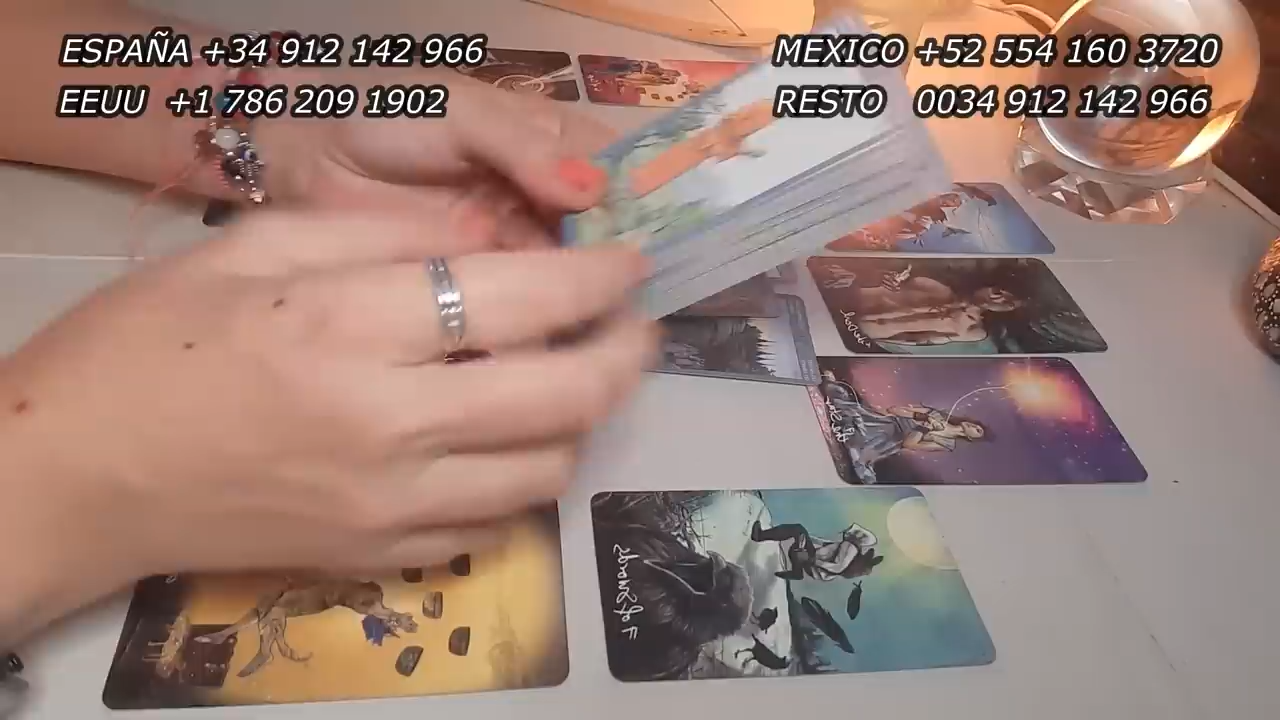 ESPAÑA +34 912 142 966
EEUU +1 786 209 1902
MEXICO +52 554 160 3720
RESTO 0034 912 142 966